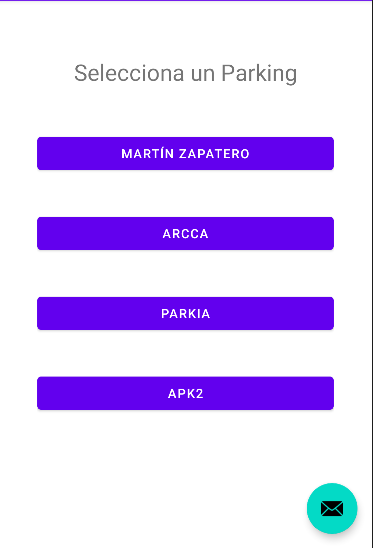 Selecciona un Parking
MARTÍN ZAPATERO
ARCCA
PARKIA
APK2